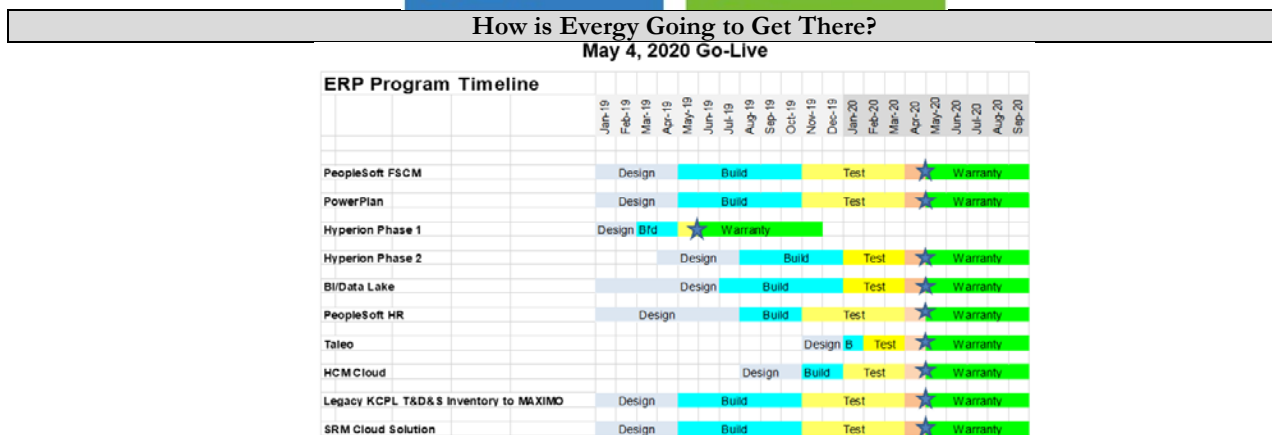 How is Evergy Going to Get There?
May 4, 2020 Go-Live
ERP Program Timeline
Jan-19 Feb-19 Mar-19 Apr-19 May-19 Jun-19 Jul-19 Aug-19 Sep-19 Oct-19 Nov-19 Dec-19 Jan-20 Feb-20 Mar-20 Apr-20 May-20 Jun-20 Jul-20 Aug-20 Sep-20
PeopleSoft FSCM Design Build Test Warranty
PowerPlan Design Build Test Warranty
Hyperion Phase 1 Design Bld Warranty
Hyperion Phase 2 Design Build Test Warranty
BI/Data Lake Design Build Test Warranty
PeopleSoft HR Design Build Test Warranty
Taleo Design B Test Warranty
HCM Cloud Design Build Test Warranty
Legacy KCPL T&D&S Inventory to MAXIMO Design Build Test Warranty
SRM Cloud Solution Design Build Test Warranty